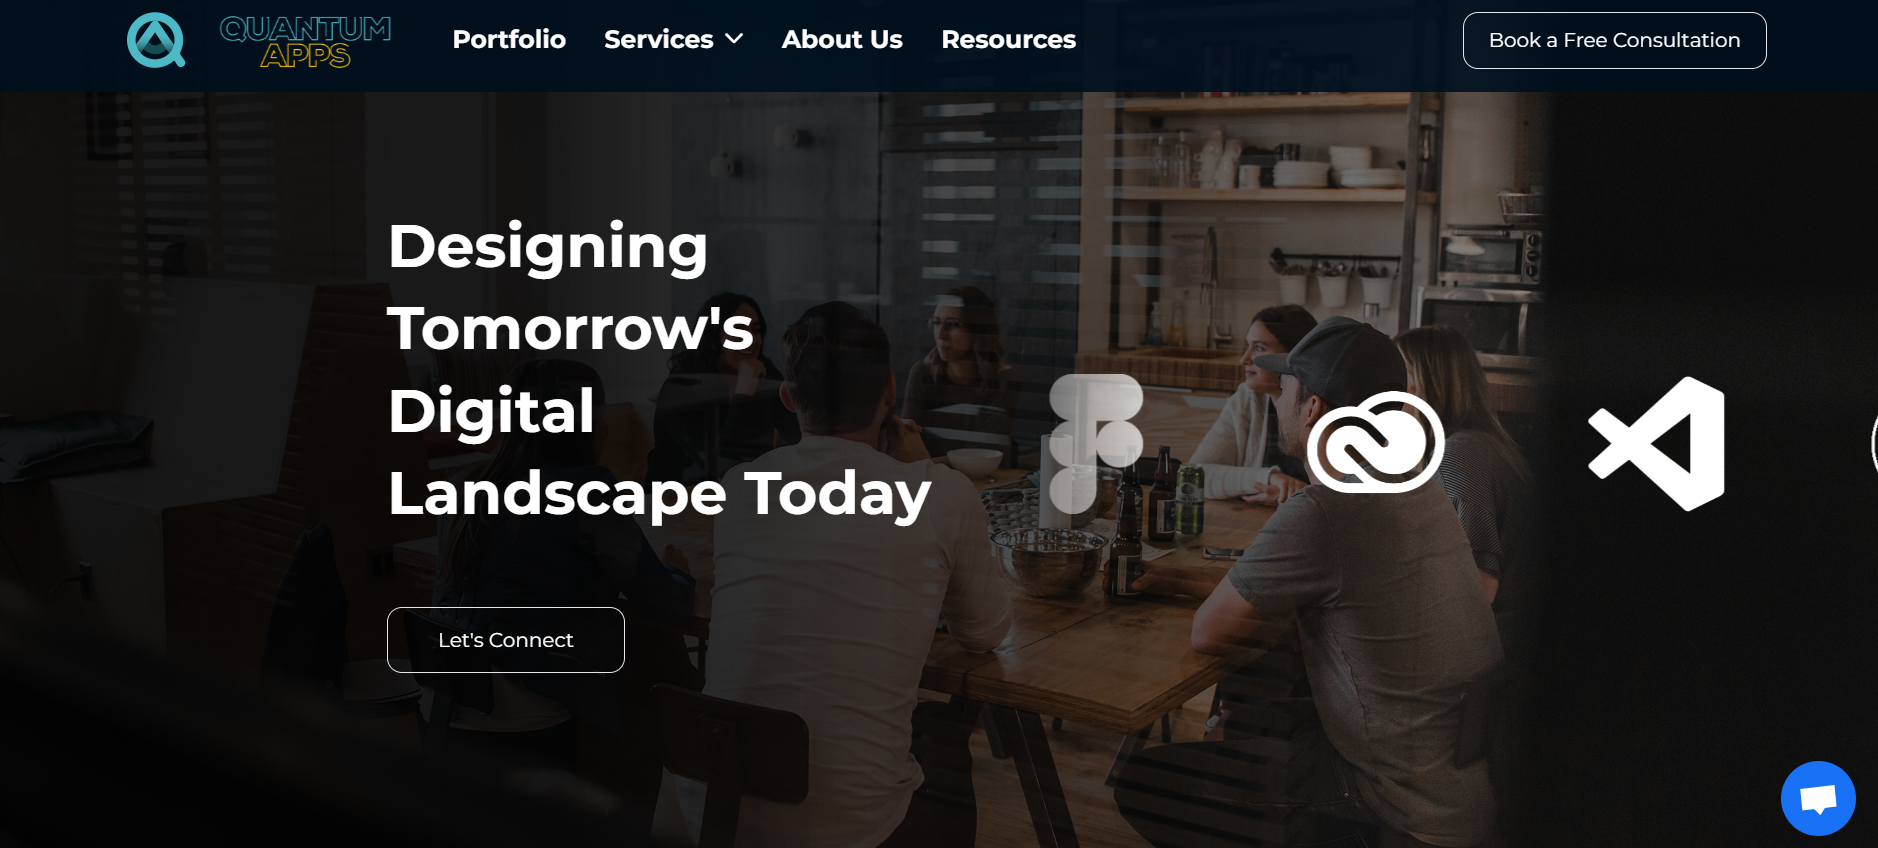 QUANTUM
APPS
Portfolio
Services
About Us
Resources
Book a Free Consultation
Designing
Tomorrow's
Digital
Landscape Today
Let's Connect